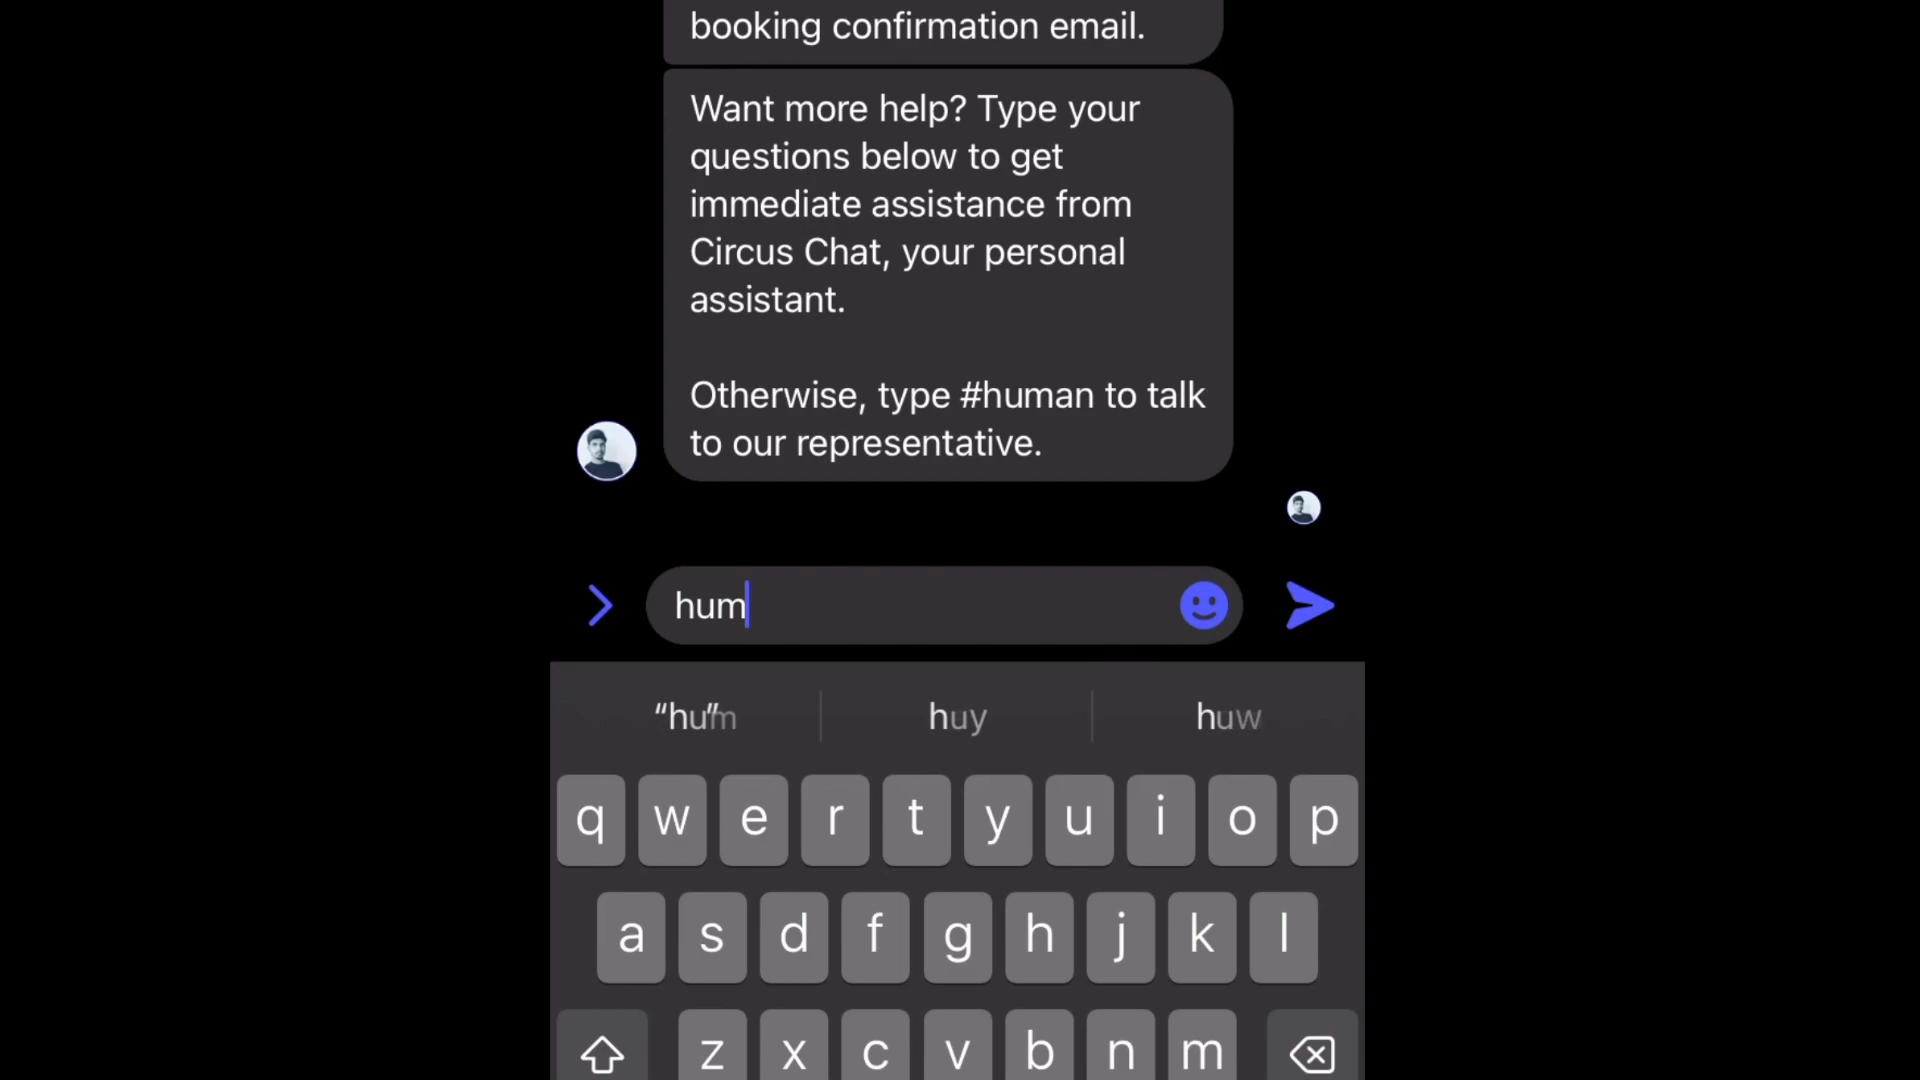 booking confirmation email.
Want more help? Type your
questions below to get
immediate assistance from
Circus Chat, your personal
assistant.
Otherwise, type #human to talk
to our representative.
hum
huy huw
q w e r t y u i o p
a s d f g h j k l
z x c v b n m